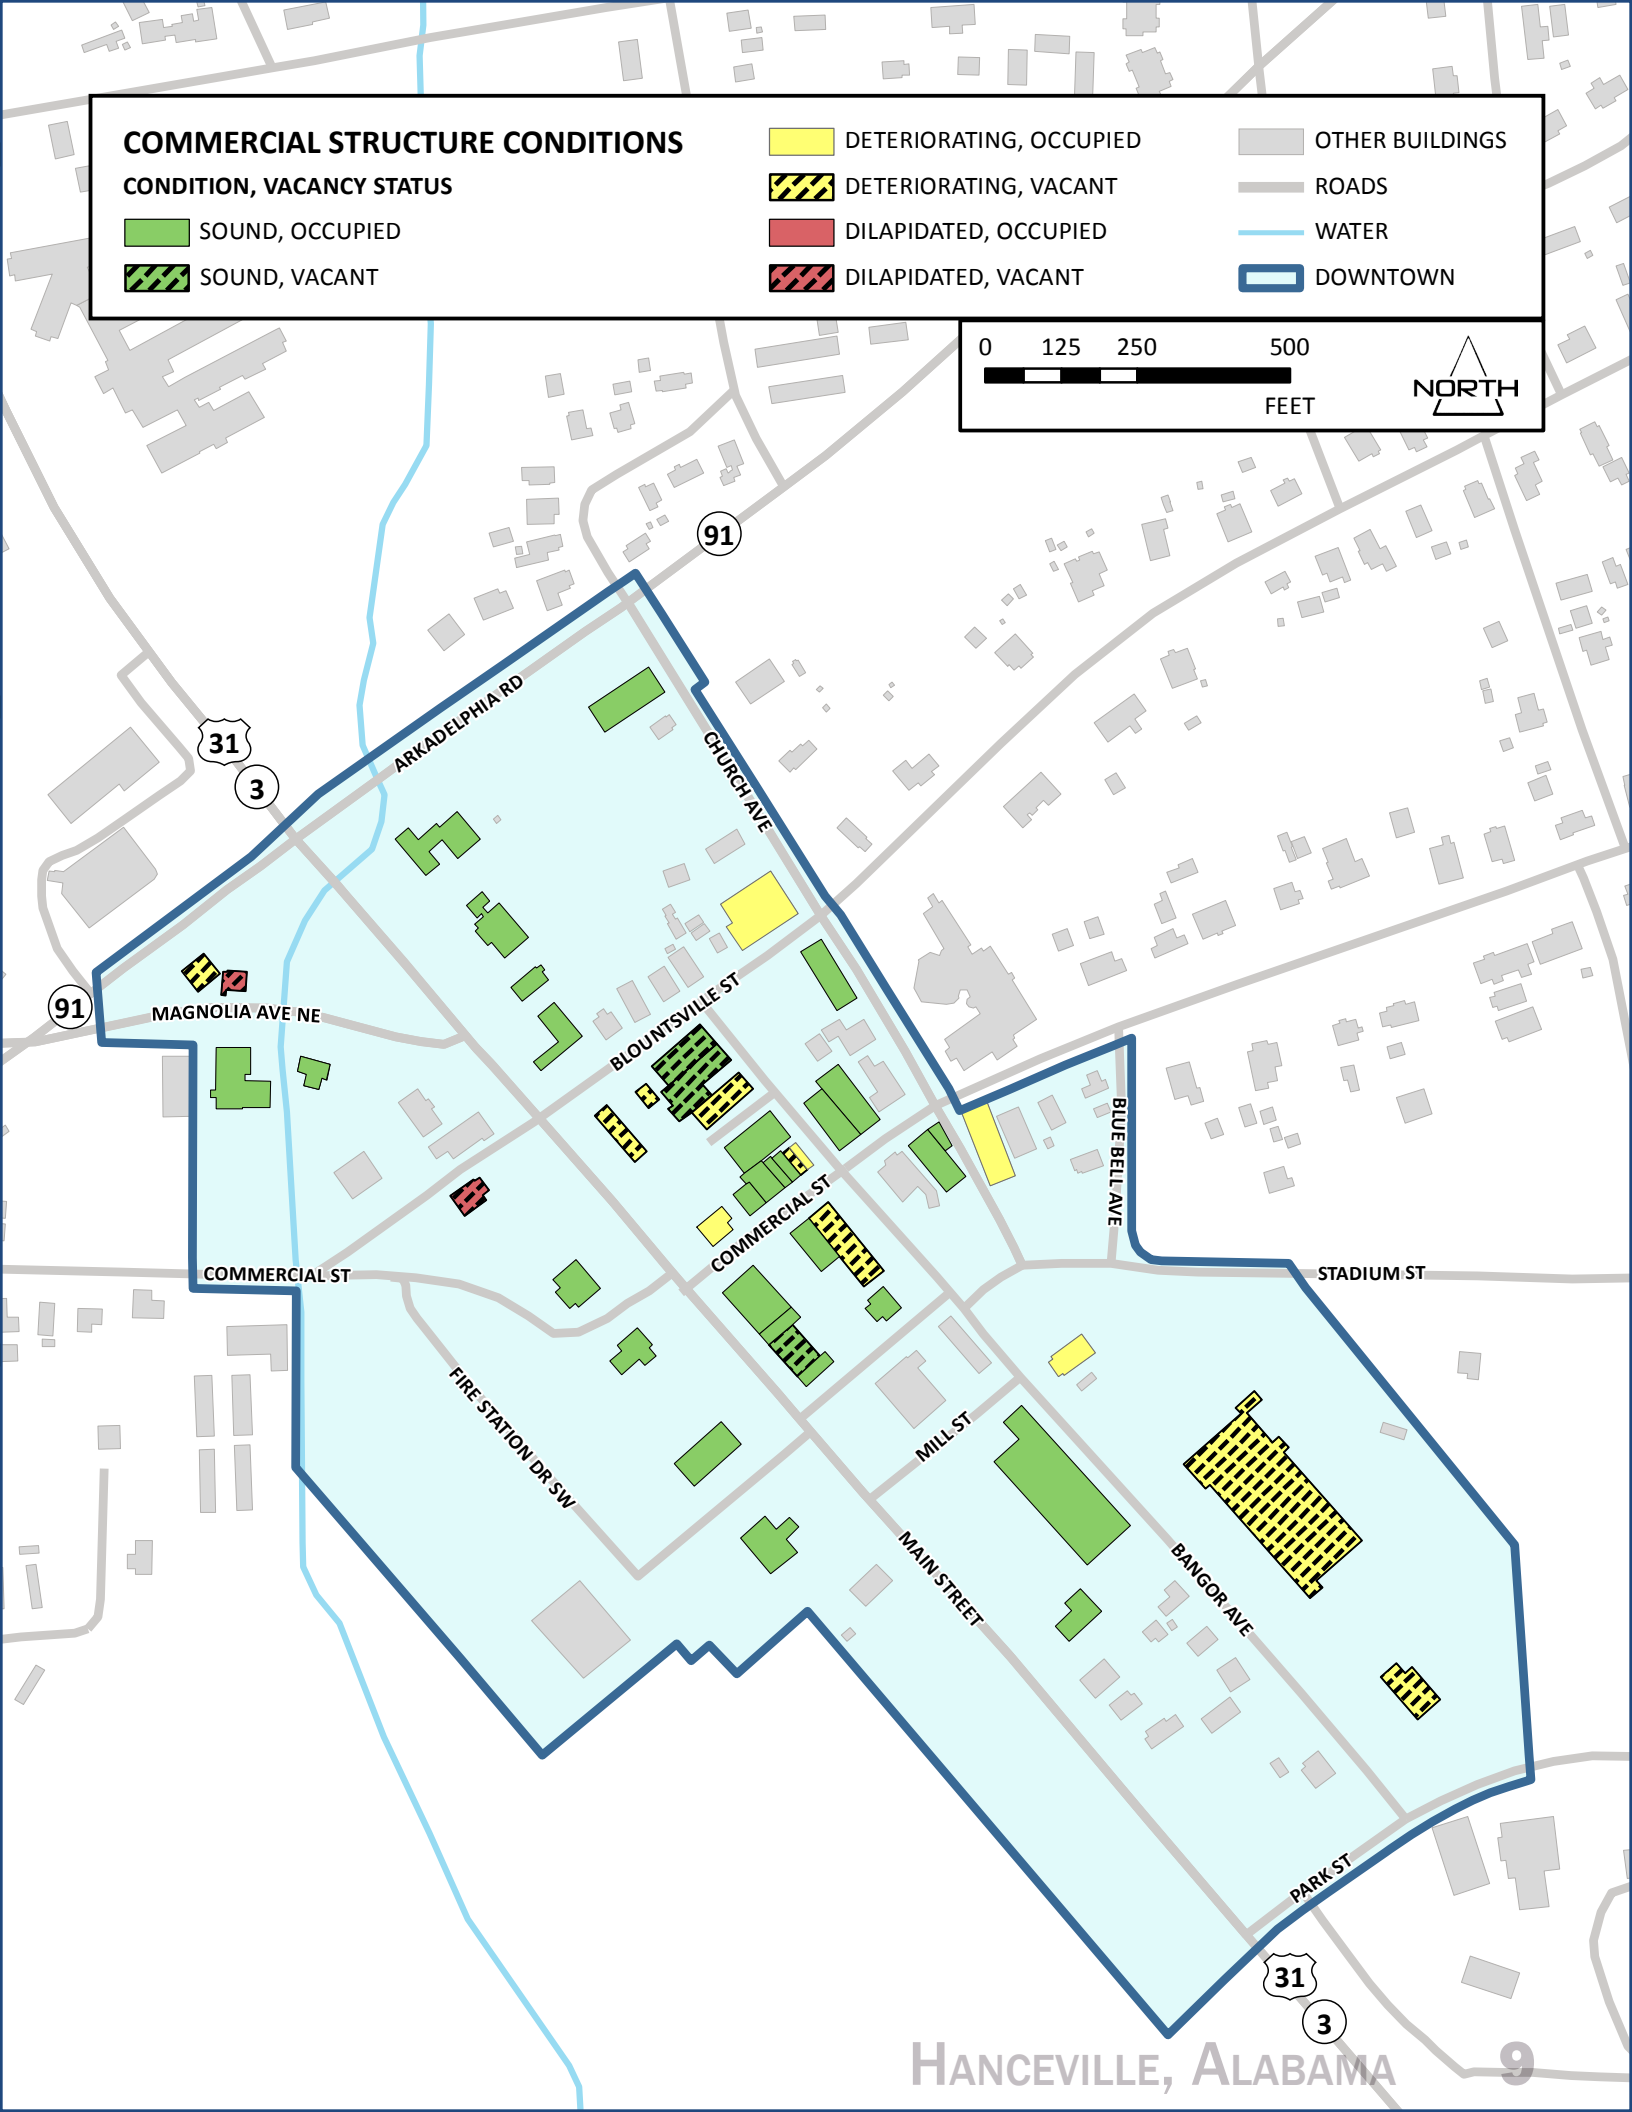 COMMERCIAL STRUCTURE CONDITIONS
CONDITION, VACANCY STATUS
SOUND, OCCUPIED
SOUND, VACANT
DETERIORATING, OCCUPIED
DETERIORATING, VACANT
DILAPIDATED, OCCUPIED
DILAPIDATED, VACANT
OTHER BUILDINGS
ROADS
WATER
DOWNTOWN
0 125 250 500
FEET
NORTH
91
ARKADELPHIA RD
CHURCH AVE
31
3
91
MAGNOLIA AVE NE
BLOUNTSVILLE ST
BLUE BELL AVE
COMMERCIAL ST
COMMERCIAL ST
STADIUM ST
FIRE STATION DR SW
MILL ST
MAIN STREET
BANGOR AVE
PARK ST
31
3
HANCEVILLE, ALABAMA 9